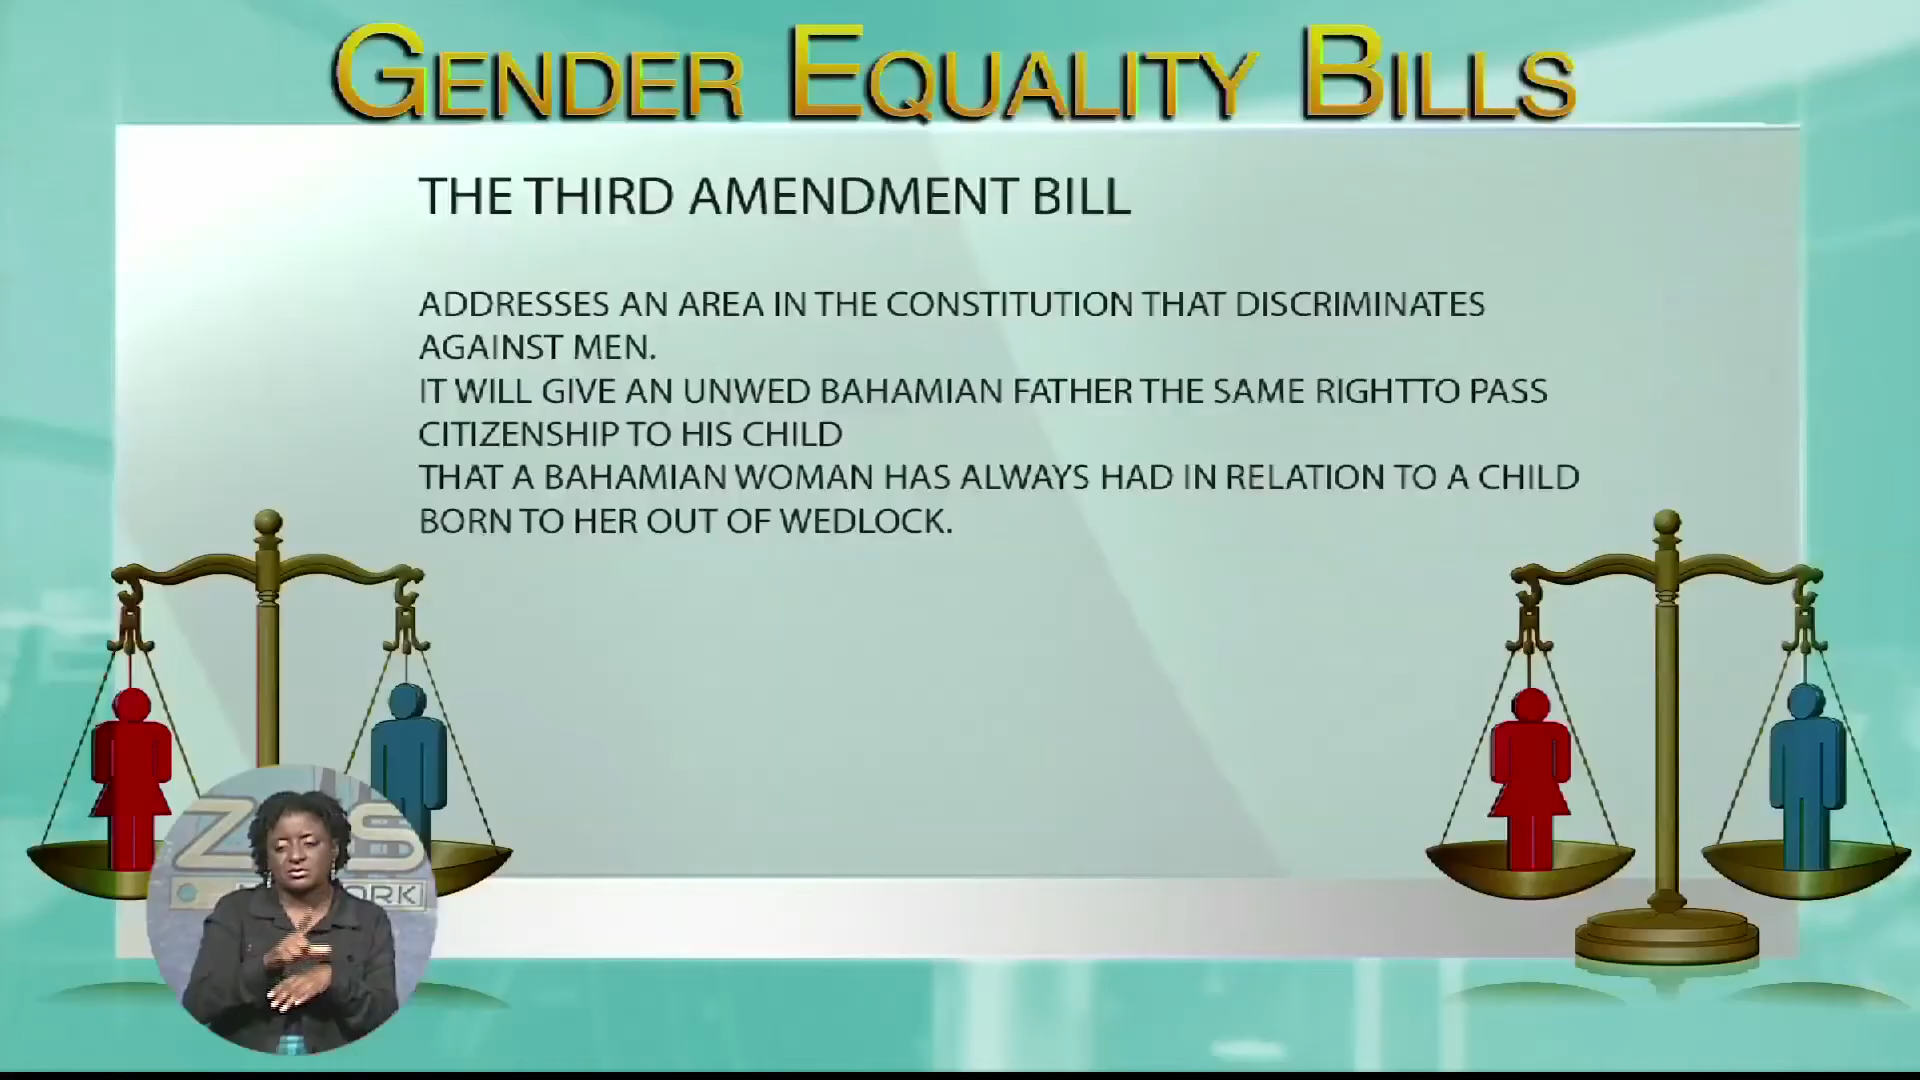 GENDER EQUALITY BILLS
THE THIRD AMENDMENT BILL
ADDRESSES AN AREA IN THE CONSTITUTION THAT DISCRIMINATES
AGAINST MEN.
IT WILL GIVE AN UNWED BAHAMIAN FATHER THE SAME RIGHTTO PASS
CITIZENSHIP TO HIS CHILD
THAT A BAHAMIAN WOMAN HAS ALWAYS HAD IN RELATION TO A CHILD
BORN TO HER OUT OF WEDLOCK.